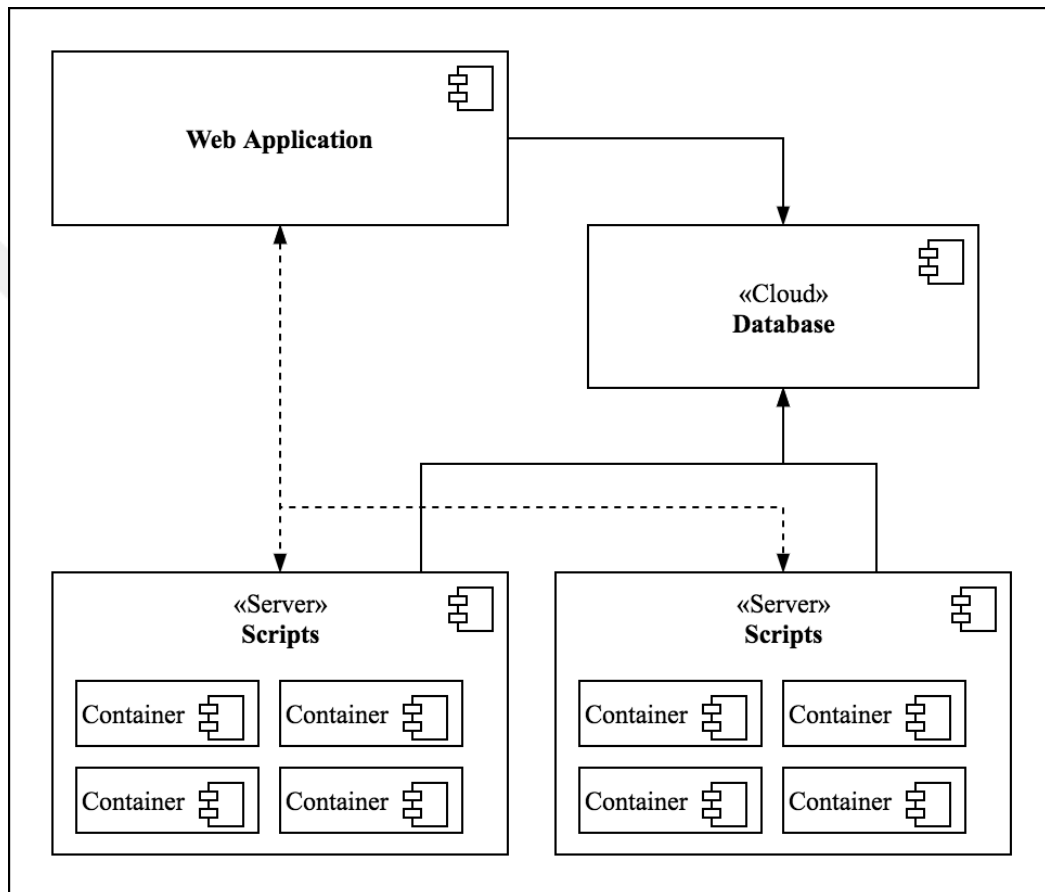 Web Application
«Cloud»
Database
«Server»
Scripts
Container
Container
Container
Container
«Server»
Scripts
Container
Container
Container
Container